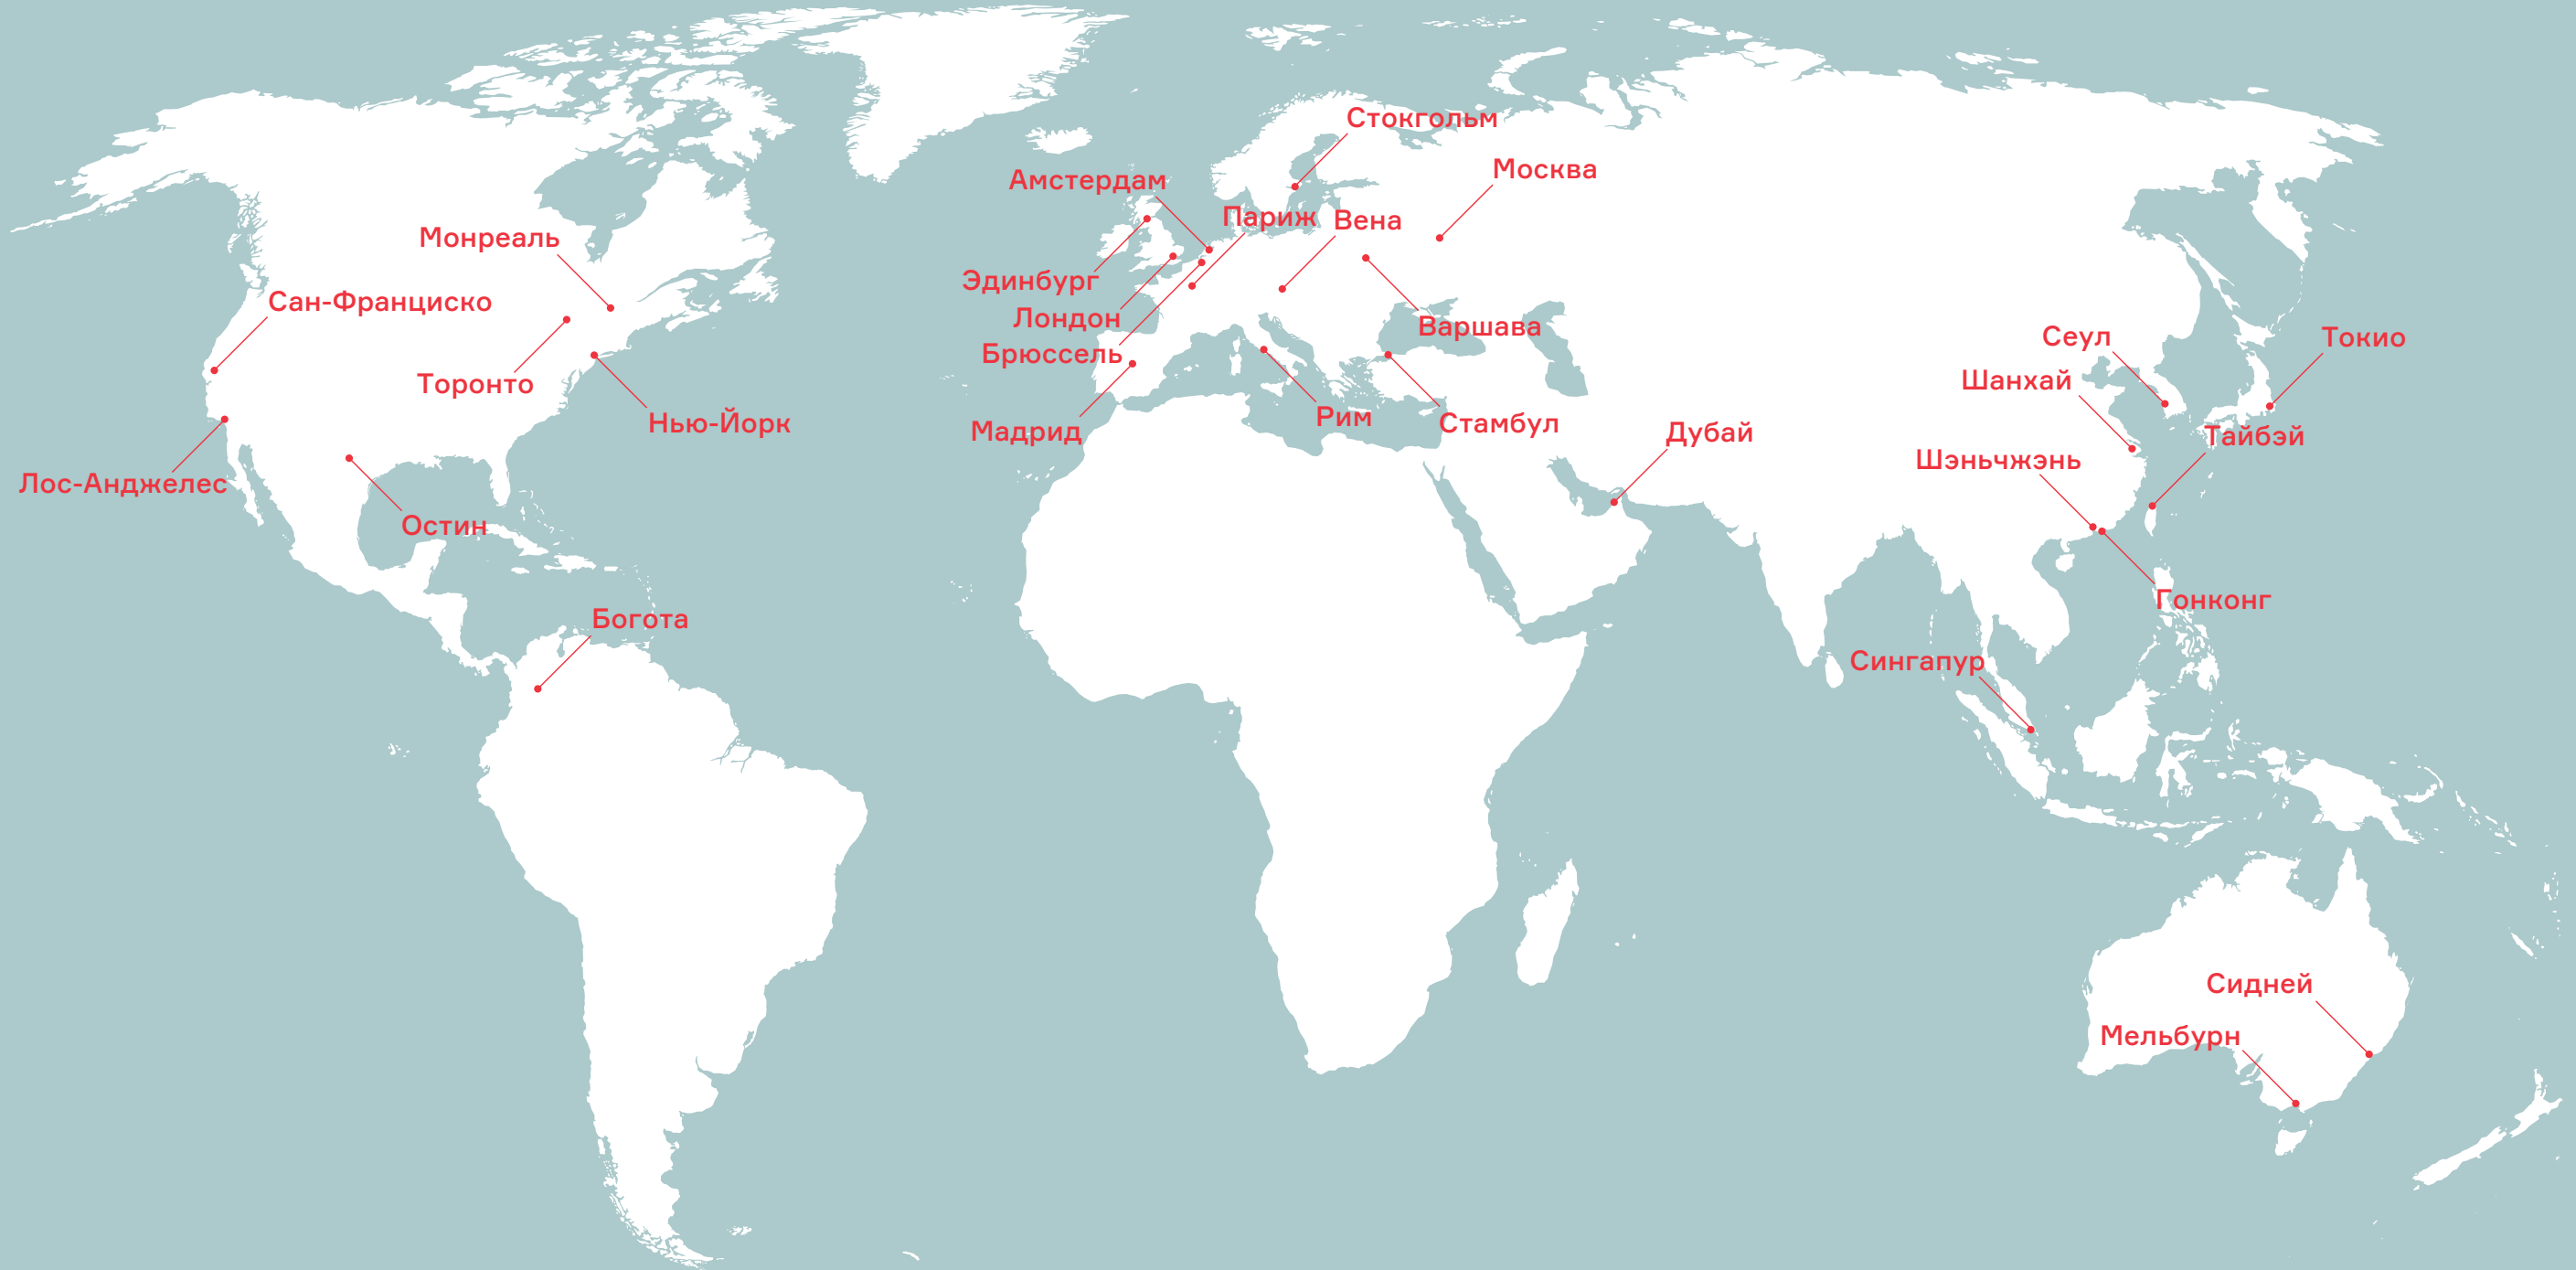 Стокгольм
Москва
Амстердам
Париж
Вена
Монреаль
Эдинбург
Сан-Франциско
Лондон
Варшава
Сеул
Токио
Брюссель
Шанхай
Торонто
Рим
Нью-Йорк
Стамбул
Мадрид
Дубай
Тайбэй
Шэньчжэнь
Лос-Анджелес
Остин
Гонконг
Богота
Сингапур
Сидней
Мельбурн